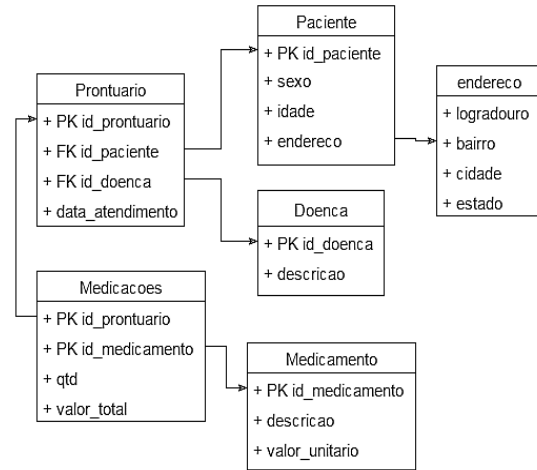 Paciente
+ PK id_paciente
+ sexo
+ idade
+ endereco
endereco
+ logradouro
+ bairro
+ cidade
+ estado
Prontuario
+ PK id_prontuario
+ FK id_paciente
+ FK id_doenca
+ data_atendimento
Doenca
+ PK id_doenca
+ descricao
Medicacoes
+ PK id_prontuario
+ PK id_medicamento
+ qtd
+ valor_total
Medicamento
+ PK id_medicamento
+ descricao
+ valor_unitario